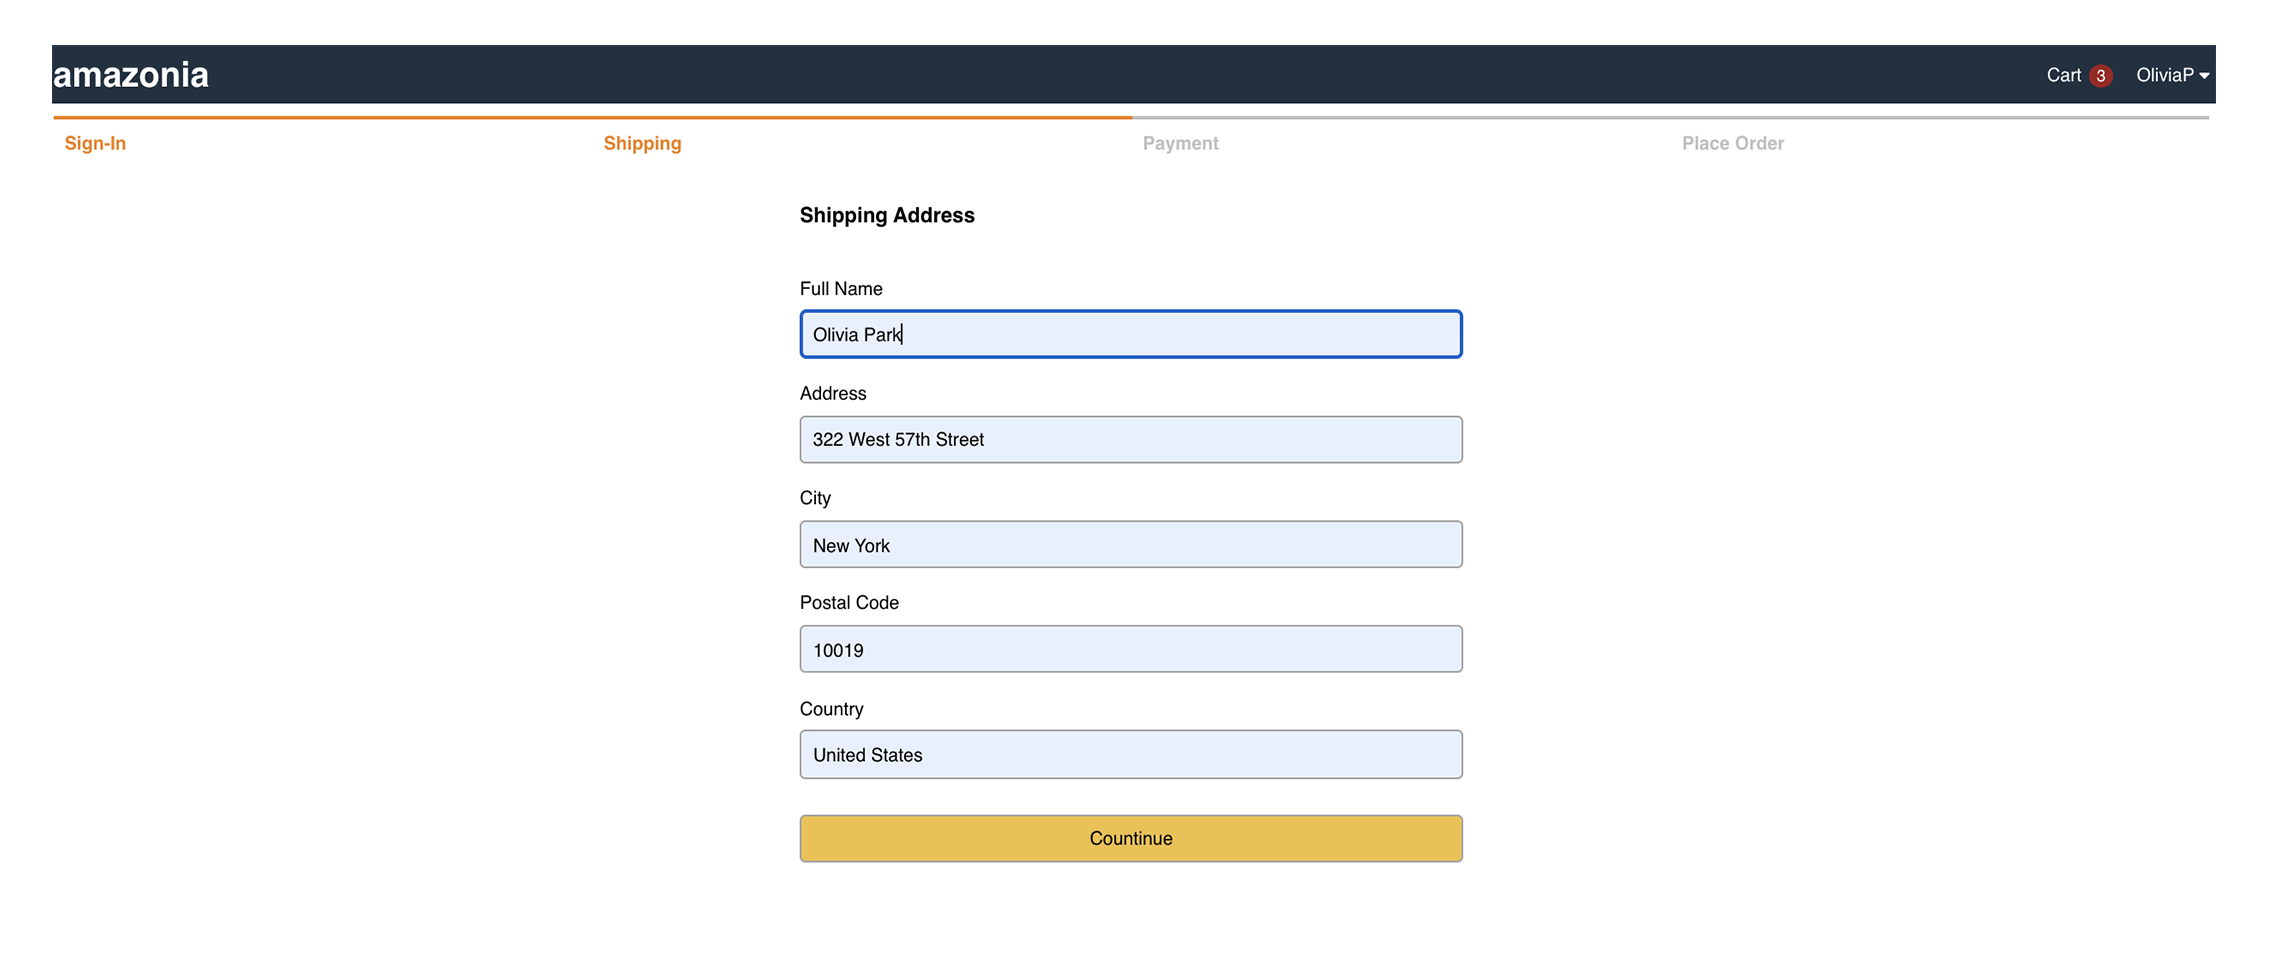 amazonia
Cart 3 OliviaP
Sign-In Shipping Payment Place Order
Shipping Address
Full Name
Olivia Park
Address
322 West 57th Street
City
New York
Postal Code
10019
Country
United States
Countinue